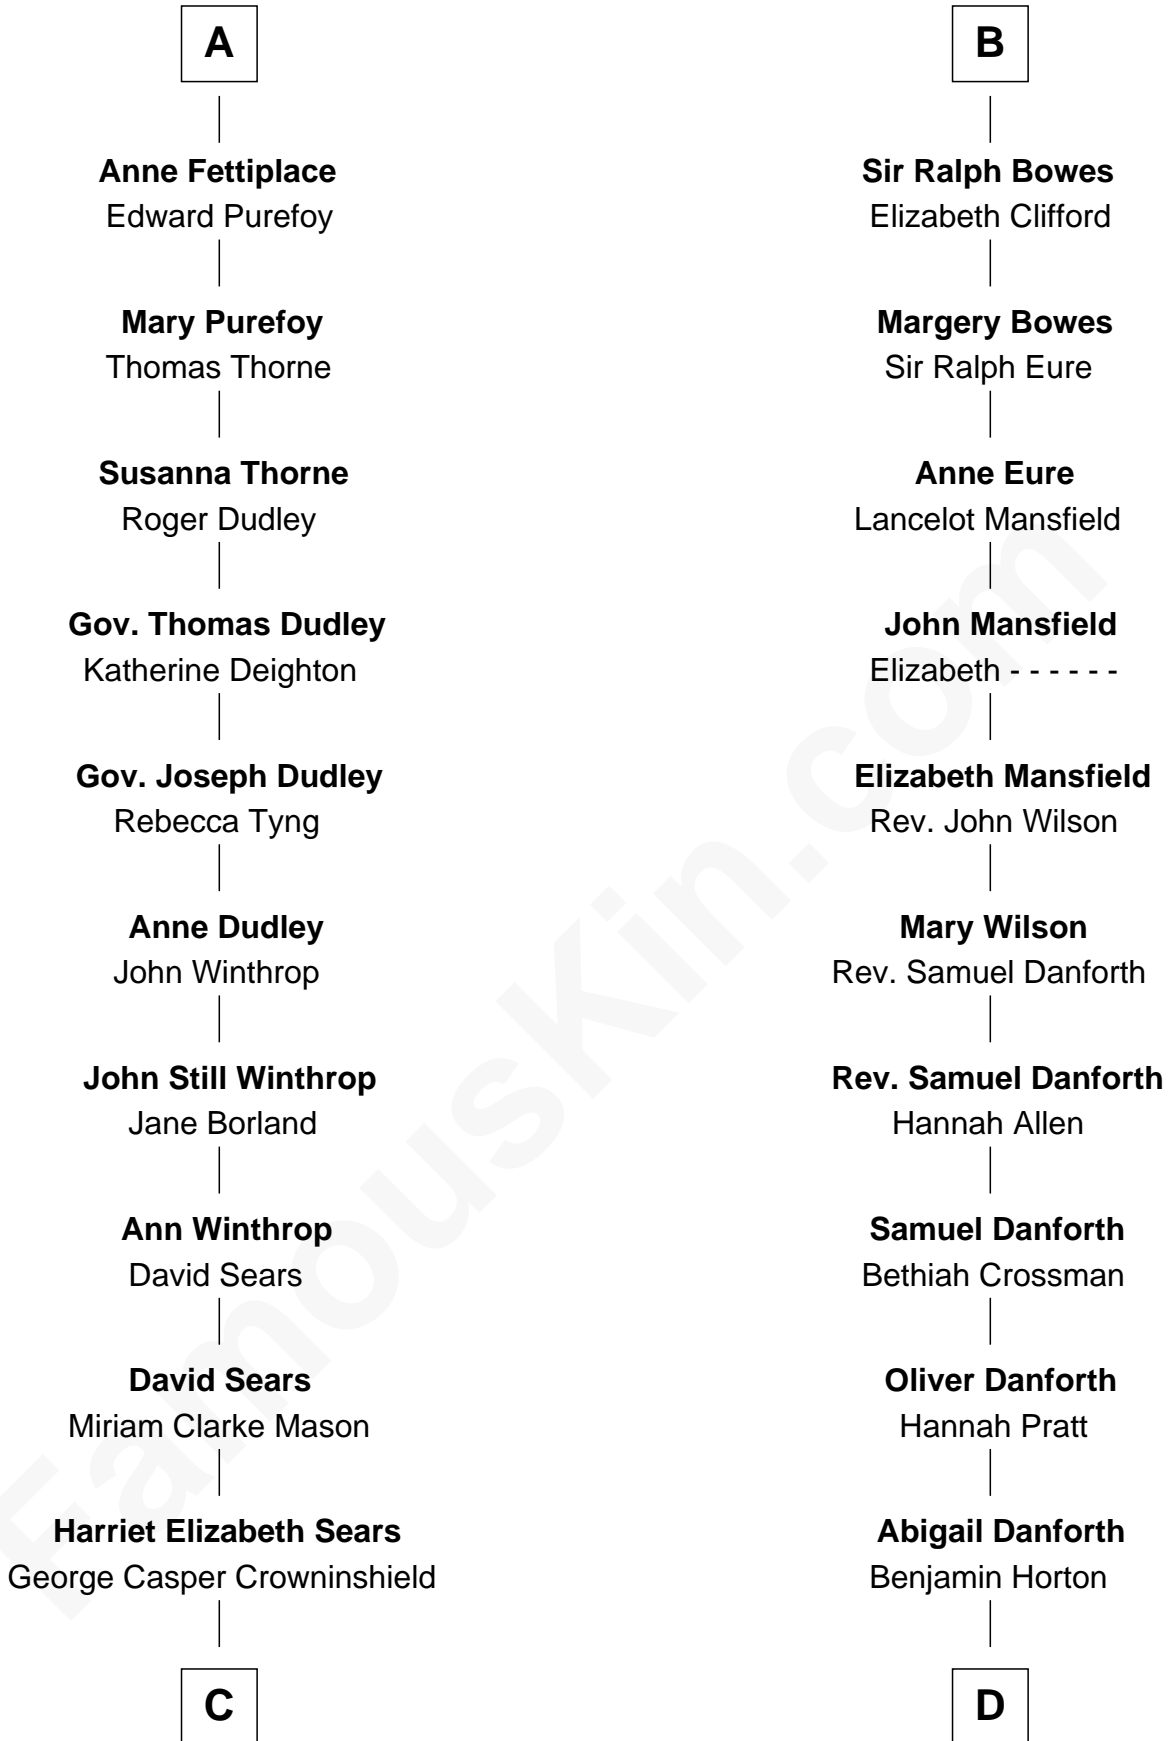 A
Anne Fettiplace
Edward Purefoy
Mary Purefoy
Thomas Thorne
Susanna Thorne
Roger Dudley
Gov. Thomas Dudley
Katherine Deighton
Gov. Joseph Dudley
Rebecca Tyng
Anne Dudley
John Winthrop
John Still Winthrop
Jane Borland
Ann Winthrop
David Sears
David Sears
Miriam Clarke Mason
Harriet Elizabeth Sears
George Casper Crowninshield
C
B
Sir Ralph Bowes
Elizabeth Clifford
Margery Bowes
Sir Ralph Eure
Anne Eure
Lancelot Mansfield
John Mansfield
Elizabeth - - - - - -
Elizabeth Mansfield
Rev. John Wilson
Mary Wilson
Rev. Samuel Danforth
Rev. Samuel Danforth
Hannah Allen
Samuel Danforth
Bethiah Crossman
Oliver Danforth
Hannah Pratt
Abigail Danforth
Benjamin Horton
D
FamousKin.com